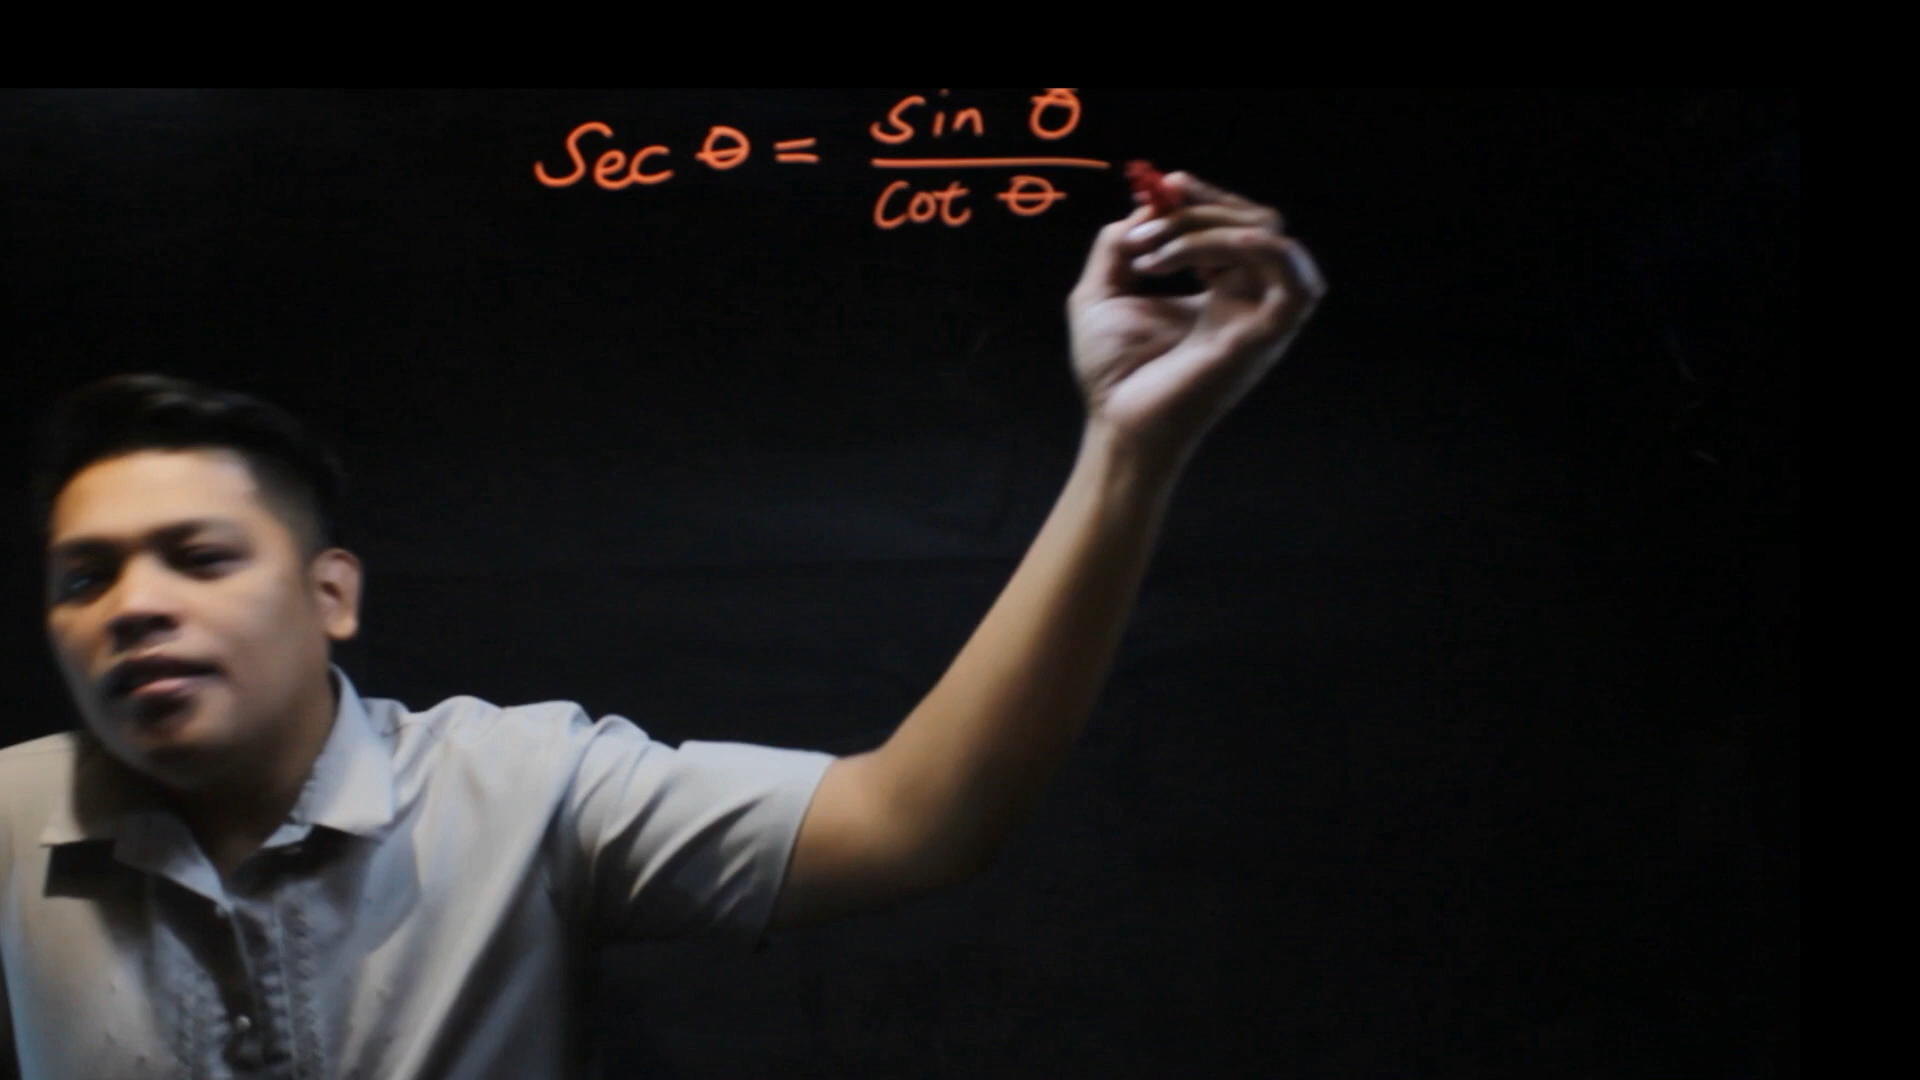 Sec θ = sin θ / cot θ